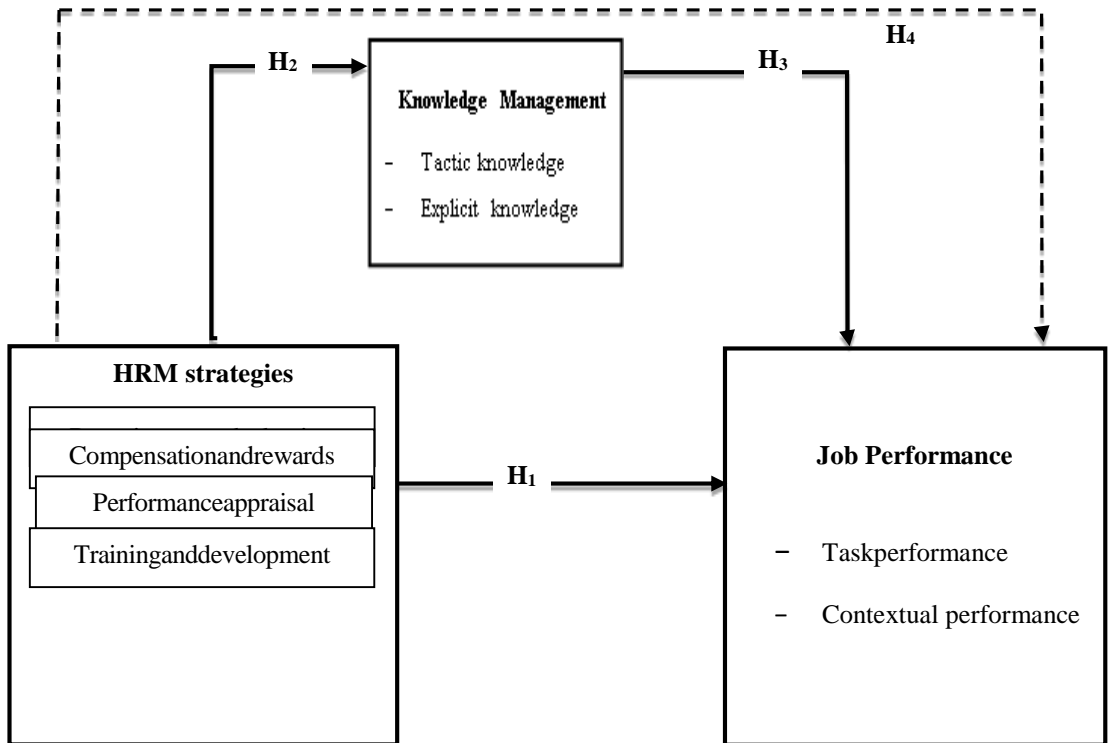 H4
H2
H3
Knowledge Management
- Tactic knowledge
- Explicit knowledge
HRM strategies
Compensationandrewards
Performanceappraisal
Traininganddevelopment
H1
Job Performance
- Taskperformance
- Contextual performance